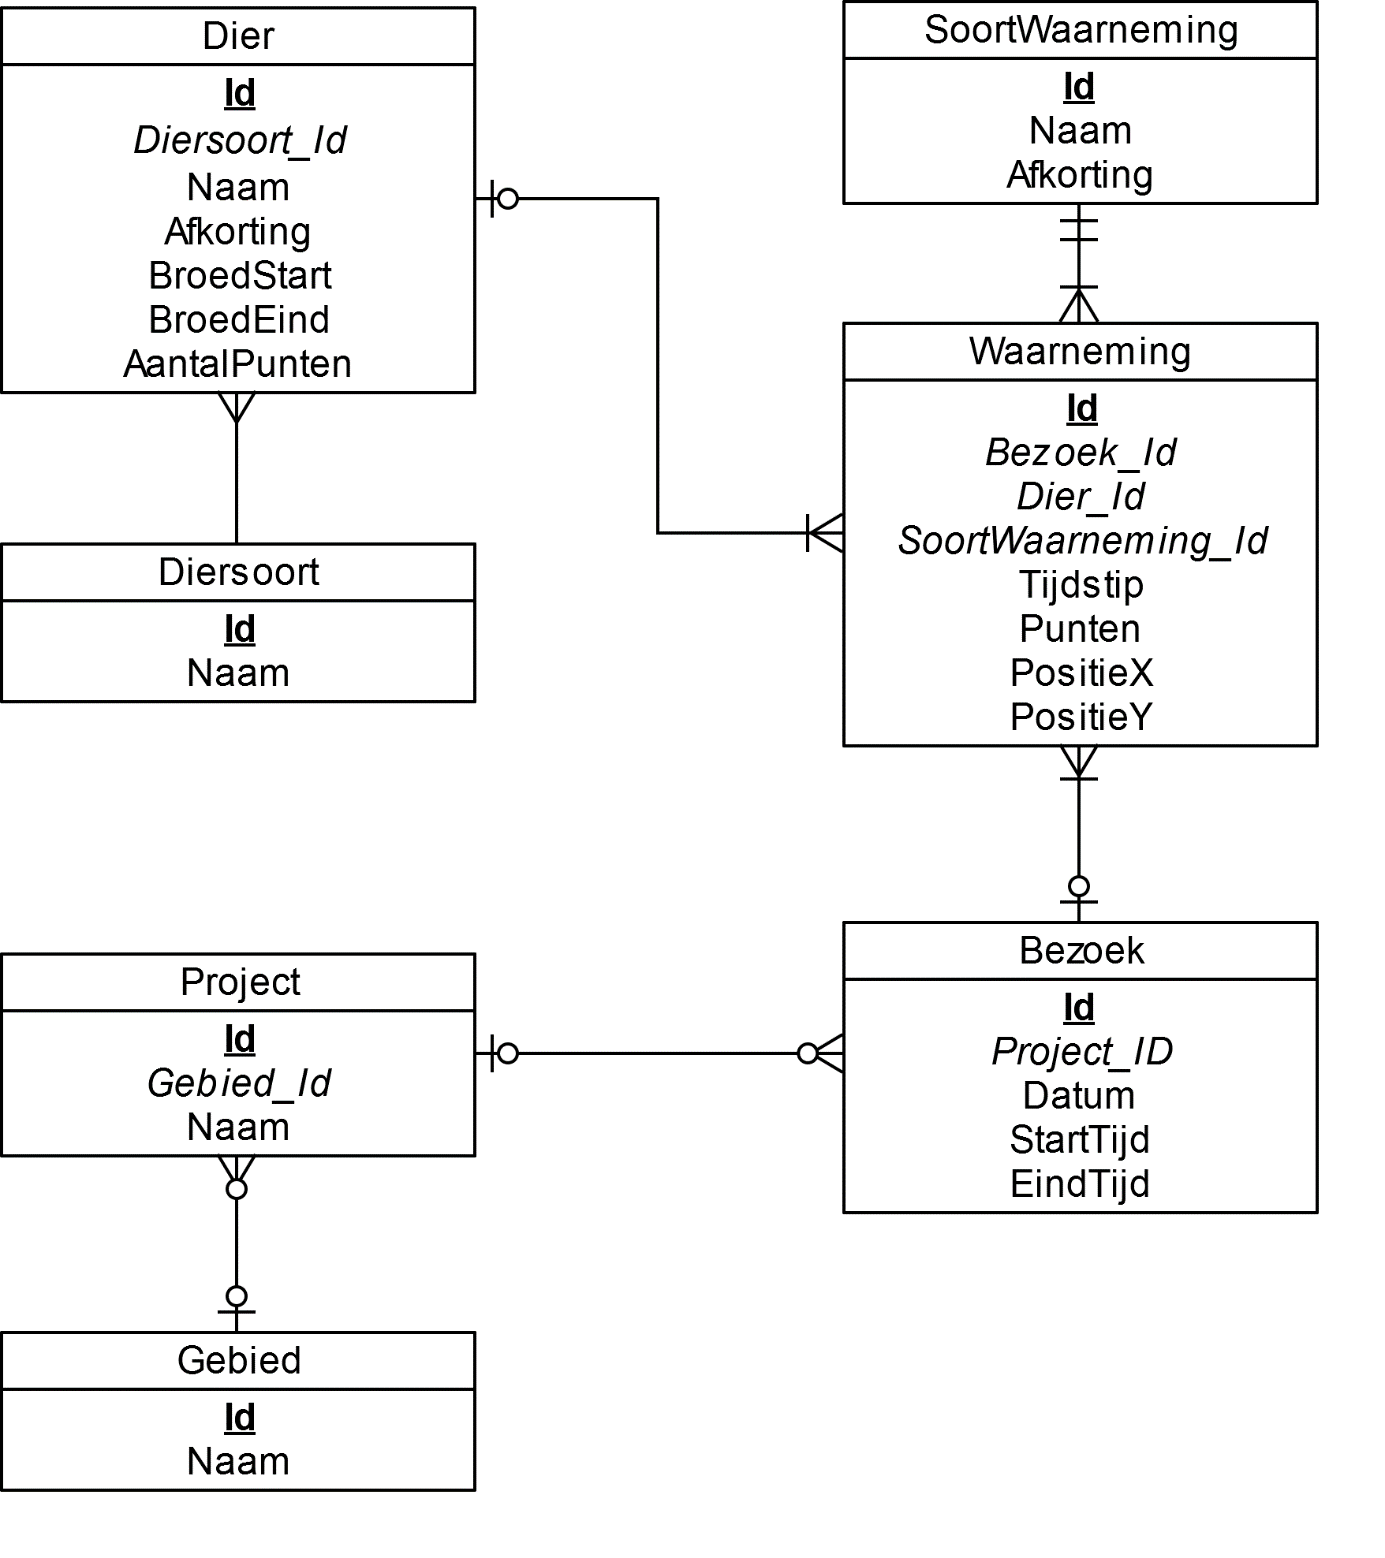 Dier
Id
Diersoort_Id
Naam
Afkorting
BroedStart
BroedEind
AantalPunten
SoortWaarneming
Id
Naam
Afkorting
Waarneming
Id
Bezoek_Id
Dier_Id
SoortWaarneming_Id
Tijdstip
Punten
PositieX
PositieY
Diersoort
Id
Naam
Project
Id
Gebied_Id
Naam
Bezoek
Id
Project_ID
Datum
StartTijd
EindTijd
Gebied
Id
Naam